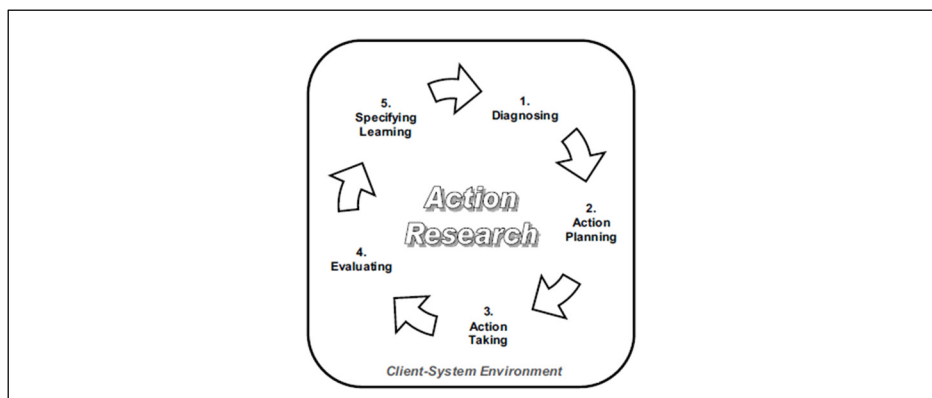 1.
Diagnosing
2.
Action
Planning
3.
Action
Taking
4.
Evaluating
5.
Specifying
Learning
Action
Research
Client-System Environment